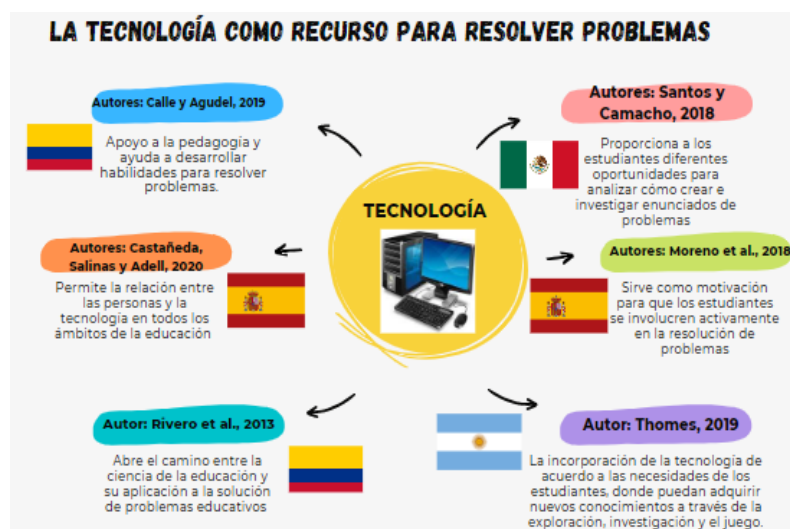 LA TECNOLOGÍA COMO RECURSO PARA RESOLVER PROBLEMAS
Autores: Calle y Agudel, 2019
Apoyo a la pedagogía y
ayuda a desarrollar
habilidades para resolver
problemas.
Autores: Santos y
Camacho, 2018
Proporciona a los
estudiantes diferentes
oportunidades para
analizar cómo crear e
investigar enunciados de
problemas
TECNOLOGÍA
Autores: Castañeda,
Salinas y Adell, 2020
Permite la relación entre
las personas y la
tecnología en todos los
ámbitos de la educación
Autores: Moreno et al., 2018
Sirve como motivación
para que los estudiantes
se involucren activamente
en la resolución de
problemas
Autor: Rivero et al., 2013
Abre el camino entre la
ciencia de la educación y
su aplicación a la solución
de problemas educativos
Autor: Thomes, 2019
La incorporación de la tecnología de
acuerdo a las necesidades de los
estudiantes, donde puedan adquirir
nuevos conocimientos a través de la
exploración, investigación y el juego.